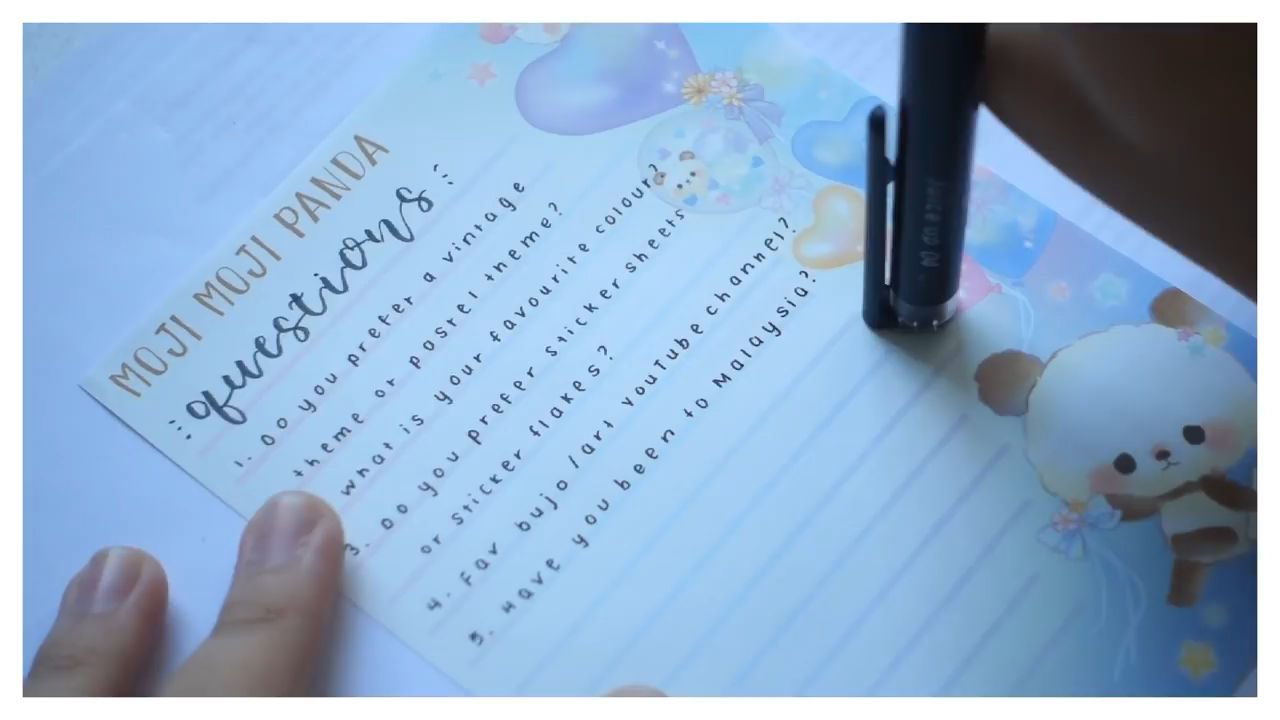 MOJI MOJI PANDA
questions
1. Do you prefer a vintage
theme or pastel theme?
what is your favourite colour?
3. Do you prefer sticker sheets
or sticker flakes?
4. Fav bujo /art YouTube channel?
5. Have you been to Malaysia?
Juice up